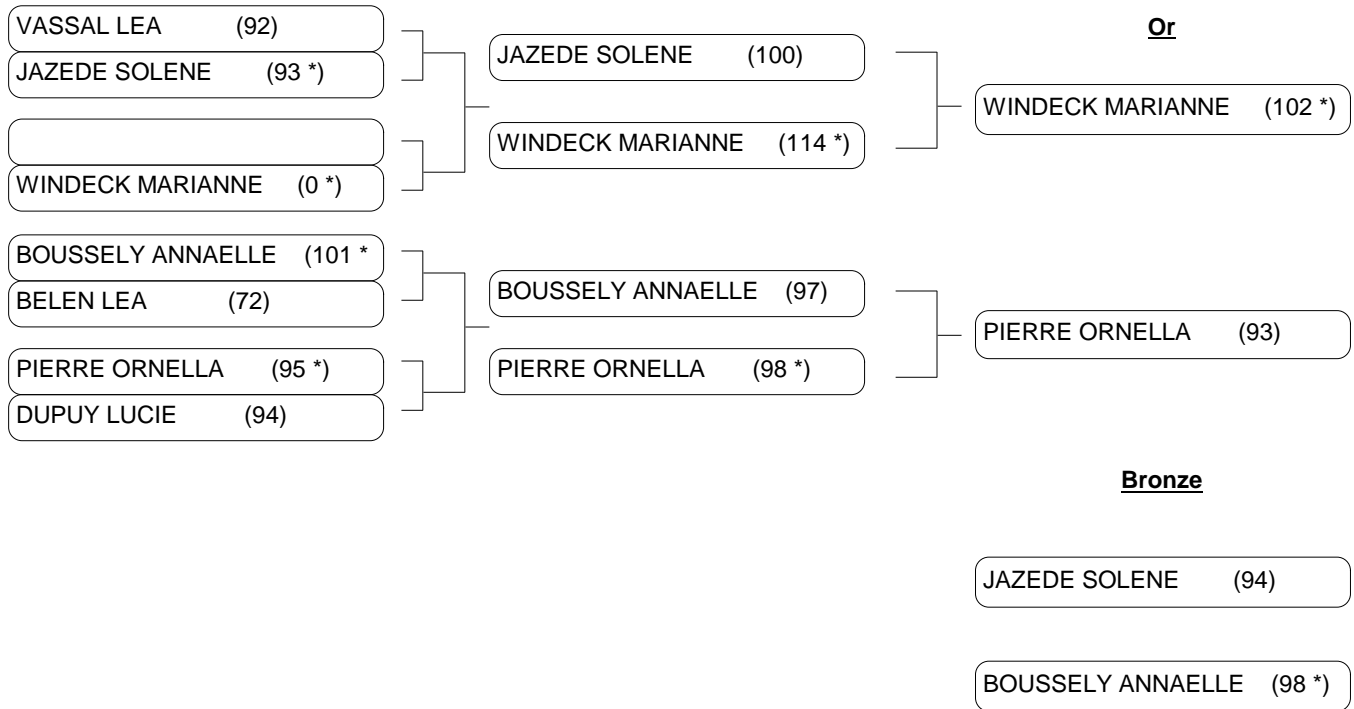 VASSAL LEA (92)
JAZEDE SOLENE (93 *)
WINDECK MARIANNE (0 *)
BOUSSELY ANNAELLE (101 *
BELEN LEA (72)
PIERRE ORNELLA (95 *)
DUPUY LUCIE (94)
JAZEDE SOLENE (100)
WINDECK MARIANNE (114 *)
BOUSSELY ANNAELLE (97)
PIERRE ORNELLA (98 *)
Or
WINDECK MARIANNE (102 *)
PIERRE ORNELLA (93)
Bronze
JAZEDE SOLENE (94)
BOUSSELY ANNAELLE (98 *)